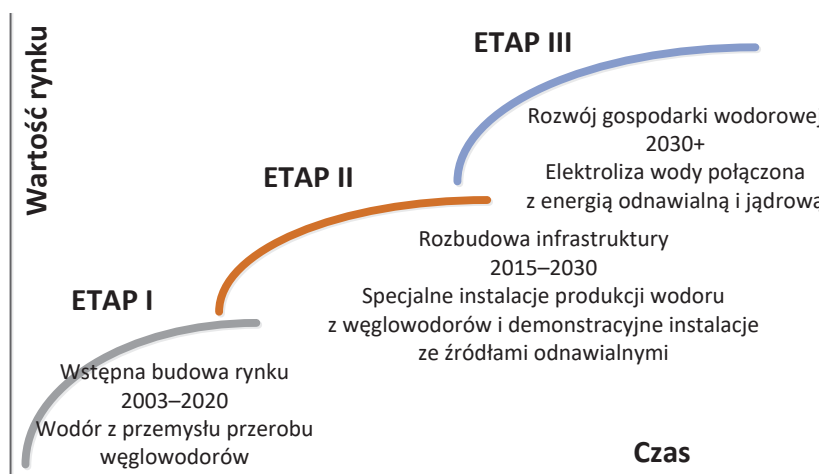 Wartość rynku
ETAP III
Rozwój gospodarki wodorowej
2030+
Elektroliza wody połączona
z energią odnawialną i jądrową
ETAP II
Rozbudowa infrastruktury
2015–2030
Specjalne instalacje produkcji wodoru
z węglowodorów i demonstracyjne instalacje
ze źródłami odnawialnymi
ETAP I
Wstępna budowa rynku
2003–2020
Wodór z przemysłu przerobu
węglowodorów
Czas